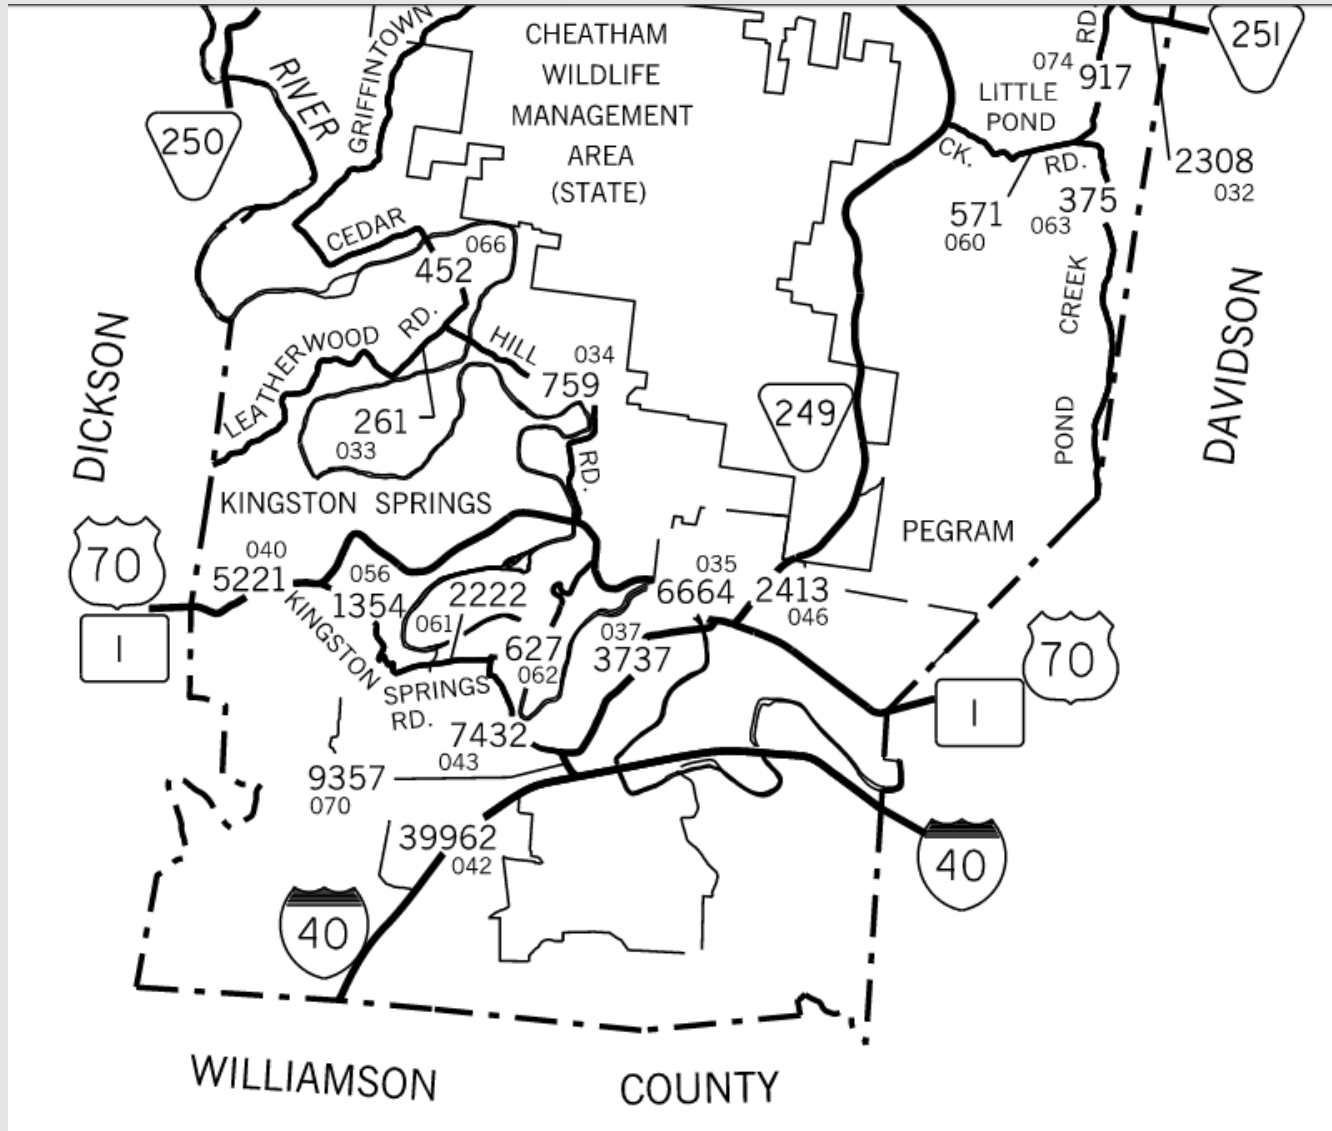 GRIFFINTOWN
RIVER
250
CHEATHAM
WILDLIFE
MANAGEMENT
AREA
(STATE)
RD.
251
074
917
LITTLE
POND
CK.
RD.
2308
032
571
060
375
063
CEDAR
066
452
LEATHERWOOD RD.
HILL
034
759
RD.
261
033
249
CREEK
POND
DICKSON
DAVIDSON
KINGSTON SPRINGS
PEGRAM
70
1
040
5221
056
1354
2222
061
035
6664
2413
046
KINGSTON
SPRINGS
RD.
627
062
037
3737
70
1
7432
043
9357
070
39962
042
40
40
WILLIAMSON COUNTY